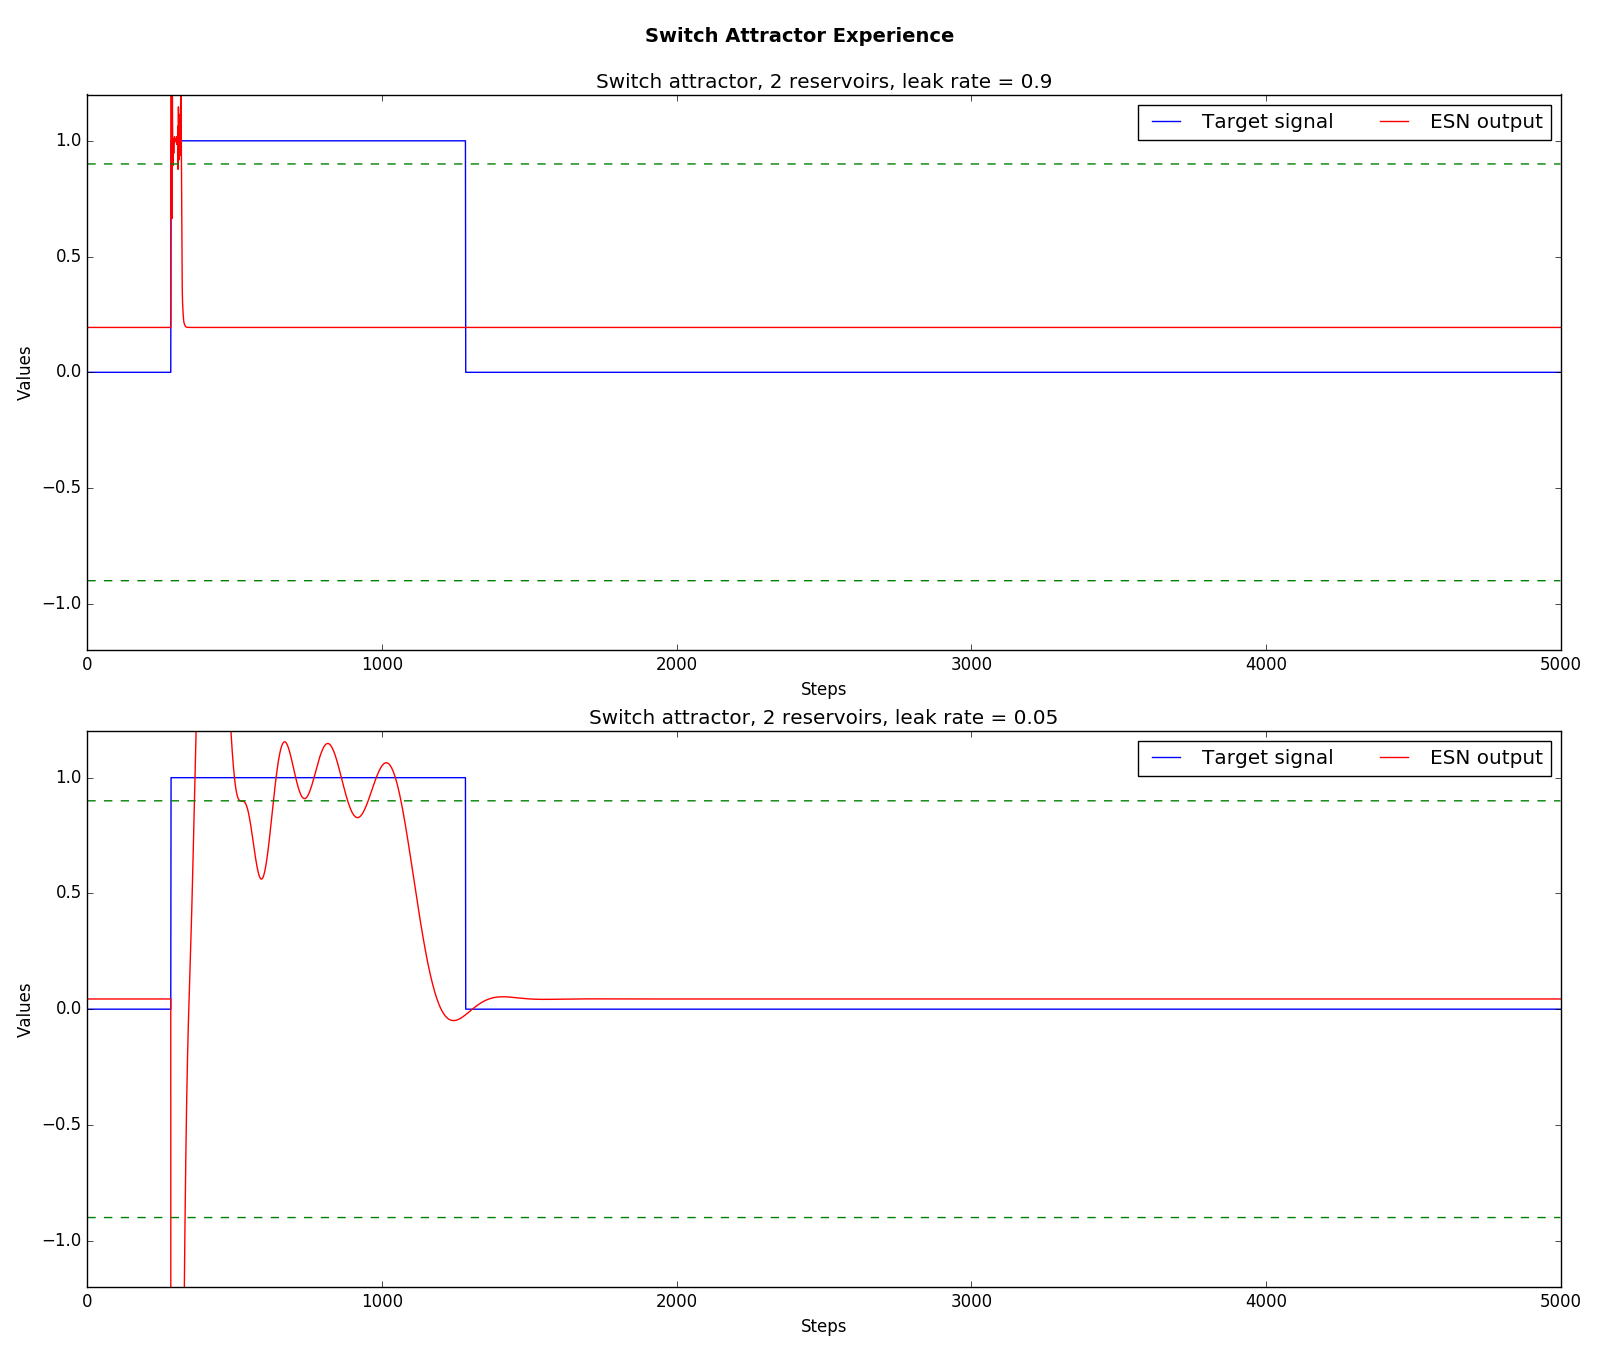 Switch Attractor Experience
Switch attractor, 2 reservoirs, leak rate = 0.9
Target signal ESN output
1.0
0.5
0.0
−0.5
−1.0
Values
0 1000 2000 3000 4000 5000
Steps
Switch attractor, 2 reservoirs, leak rate = 0.05
Target signal ESN output
1.0
0.5
0.0
−0.5
−1.0
Values
0 1000 2000 3000 4000 5000
Steps